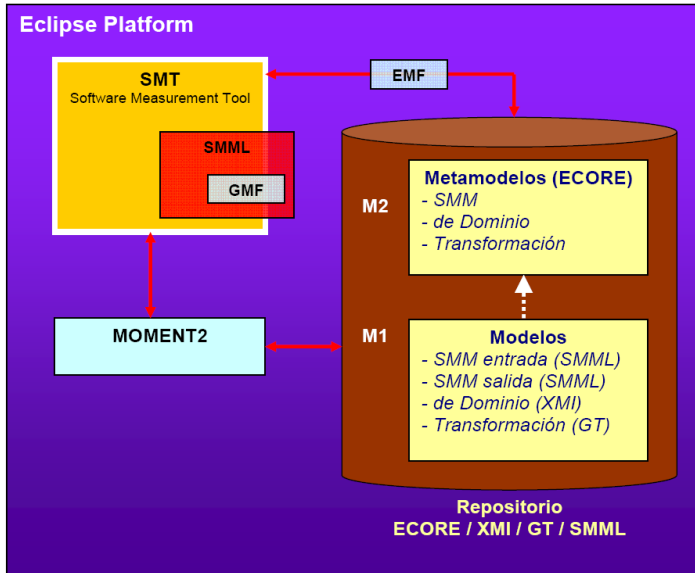 Eclipse Platform
SMT
Software Measurement Tool
SMML
GMF
EMF
MOMENT2
M2
Metamodelos (ECORE)
- SMM
- de Dominio
- Transformación
M1
Modelos
- SMM entrada (SMML)
- SMM salida (SMML)
- de Dominio (XMI)
- Transformación (GT)
Repositorio
ECORE / XMI / GT / SMML